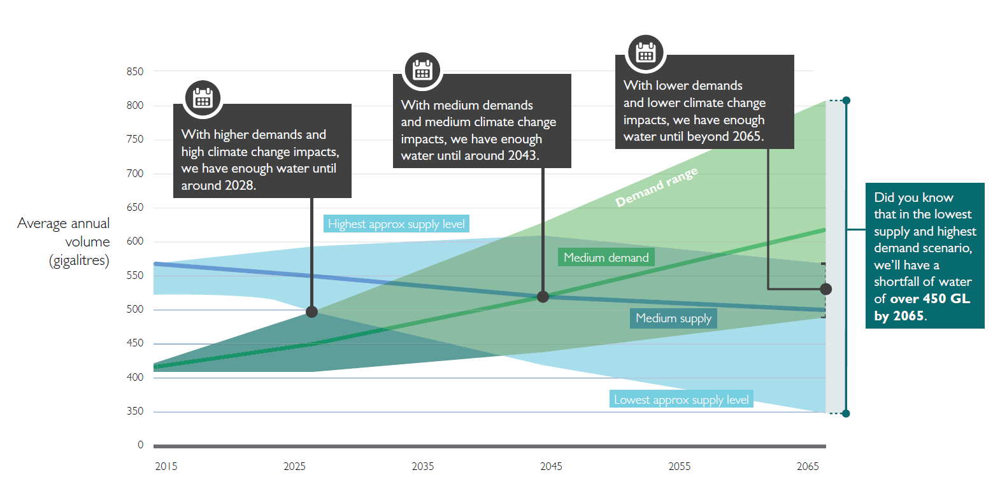 850
800
750
700
650
600
550
500
450
400
350
0
Average annual
volume
(gigalitres)
2015
2025
2035
2045
2055
2065
With higher demands and
high climate change impacts,
we have enough water until
around 2028.
With medium demands
and medium climate change
impacts, we have enough
water until around 2043.
With lower demands
and lower climate change
impacts, we have enough
water until beyond 2065.
Demand range
Highest approx supply level
Medium demand
Medium supply
Lowest approx supply level
Did you know
that in the lowest
supply and highest
demand scenario,
we'll have a
shortfall of water
of over 450 GL
by 2065.